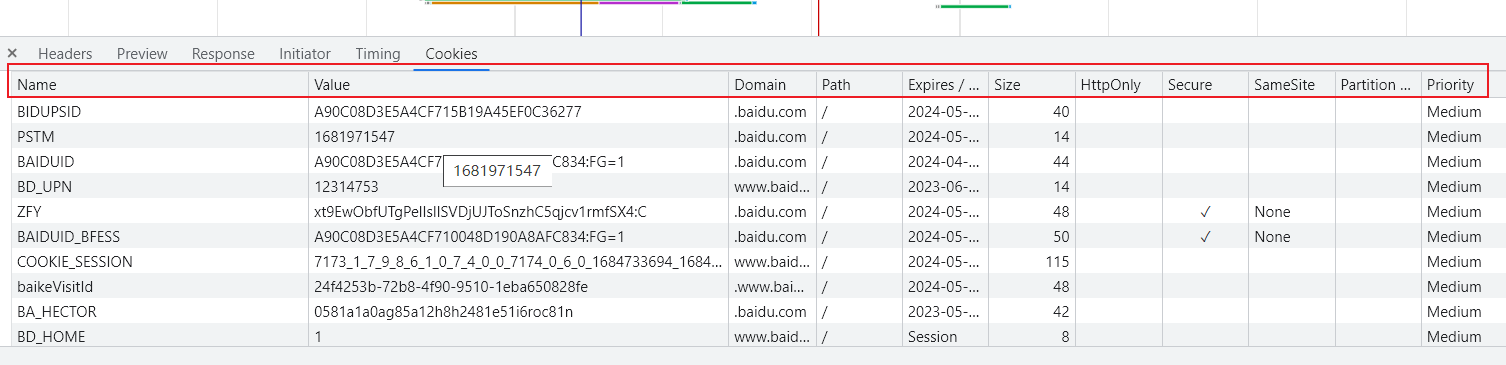 × Headers Preview Response Initiator Timing Cookies
Name Value Domain Path Expires / ... Size HttpOnly Secure SameSite Partition ... Priority
BIDUPSID A90C08D3E5A4CF715B19A45EF0C36277 .baidu.com / 2024-05-... 40 Medium
PSTM 1681971547 .baidu.com / 2024-05-... 14 Medium
BAIDUID A90C08D3E5A4CF7 C834:FG=1 .baidu.com / 2024-04-... 44 Medium
1681971547
BD_UPN 12314753 www.baid... / 2023-06-... 14 Medium
ZFY .baidu.com / 2024-05-... 48 ✓ None Medium
BAIDUID_BFESS A90C08D3E5A4CF710048D190A8AFC834:FG=1 .baidu.com / 2024-05-... 50 ✓ None Medium
COOKIE_SESSION 7173_1_7_9_8_6_1_0_7_4_0_0_7174_0_6_0_1684733694_1684... www.baid... / 2024-05-... 115 Medium
baikeVisitId 24f4253b-72b8-4f90-9510-1eba650828fe .www.bai... / 2024-05-... 48 Medium
BA_HECTOR 0581a1a0ag85a12h8h2481e51i6roc81n .baidu.com / 2023-05-... 42 Medium
BD_HOME 1 www.baid... / Session 8 Medium